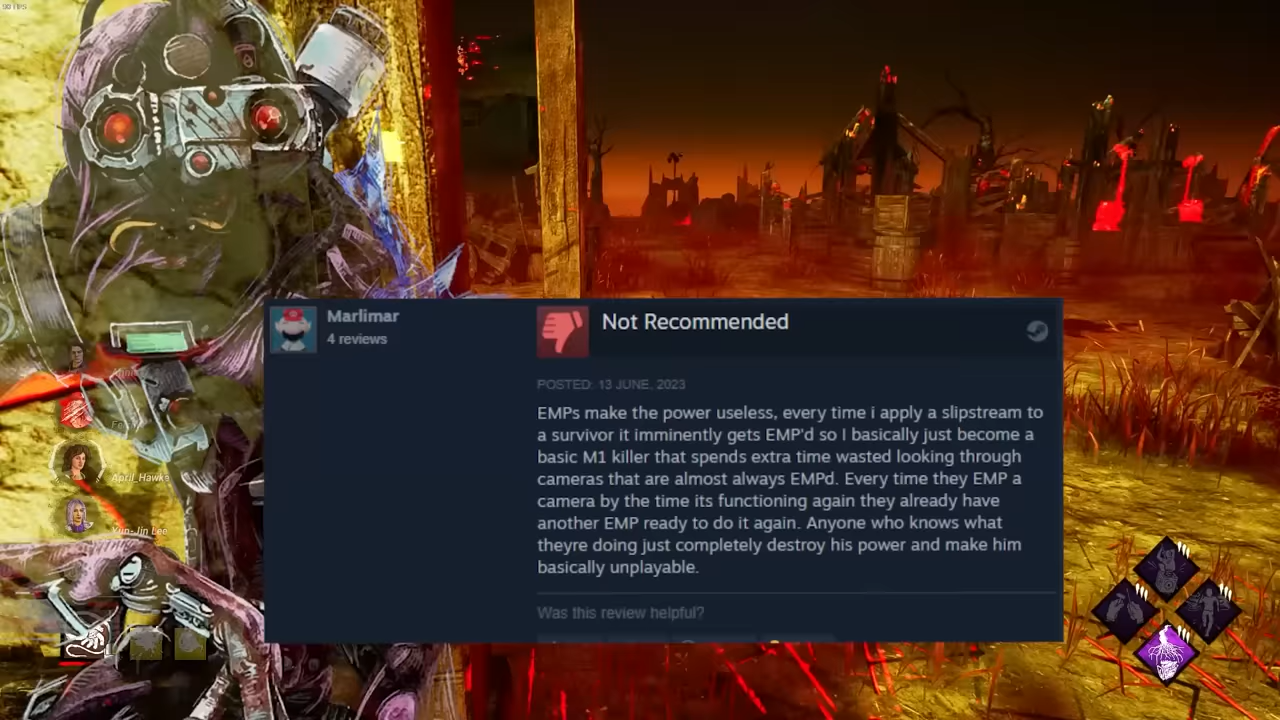 Marlimar
4 reviews
Not Recommended
POSTED: 13 JUNE, 2023
EMPs make the power useless, every time i apply a slipstream to
a survivor it imminently gets EMP'd so I basically just become a
basic M1 killer that spends extra time wasted looking through
cameras that are almost always EMPd. Every time they EMP a
camera by the time its functioning again they already have
another EMP ready to do it again. Anyone who knows what
theyre doing just completely destroy his power and make him
basically unplayable.
Was this review helpful?
April_Hawke
Yun-Jin Lee